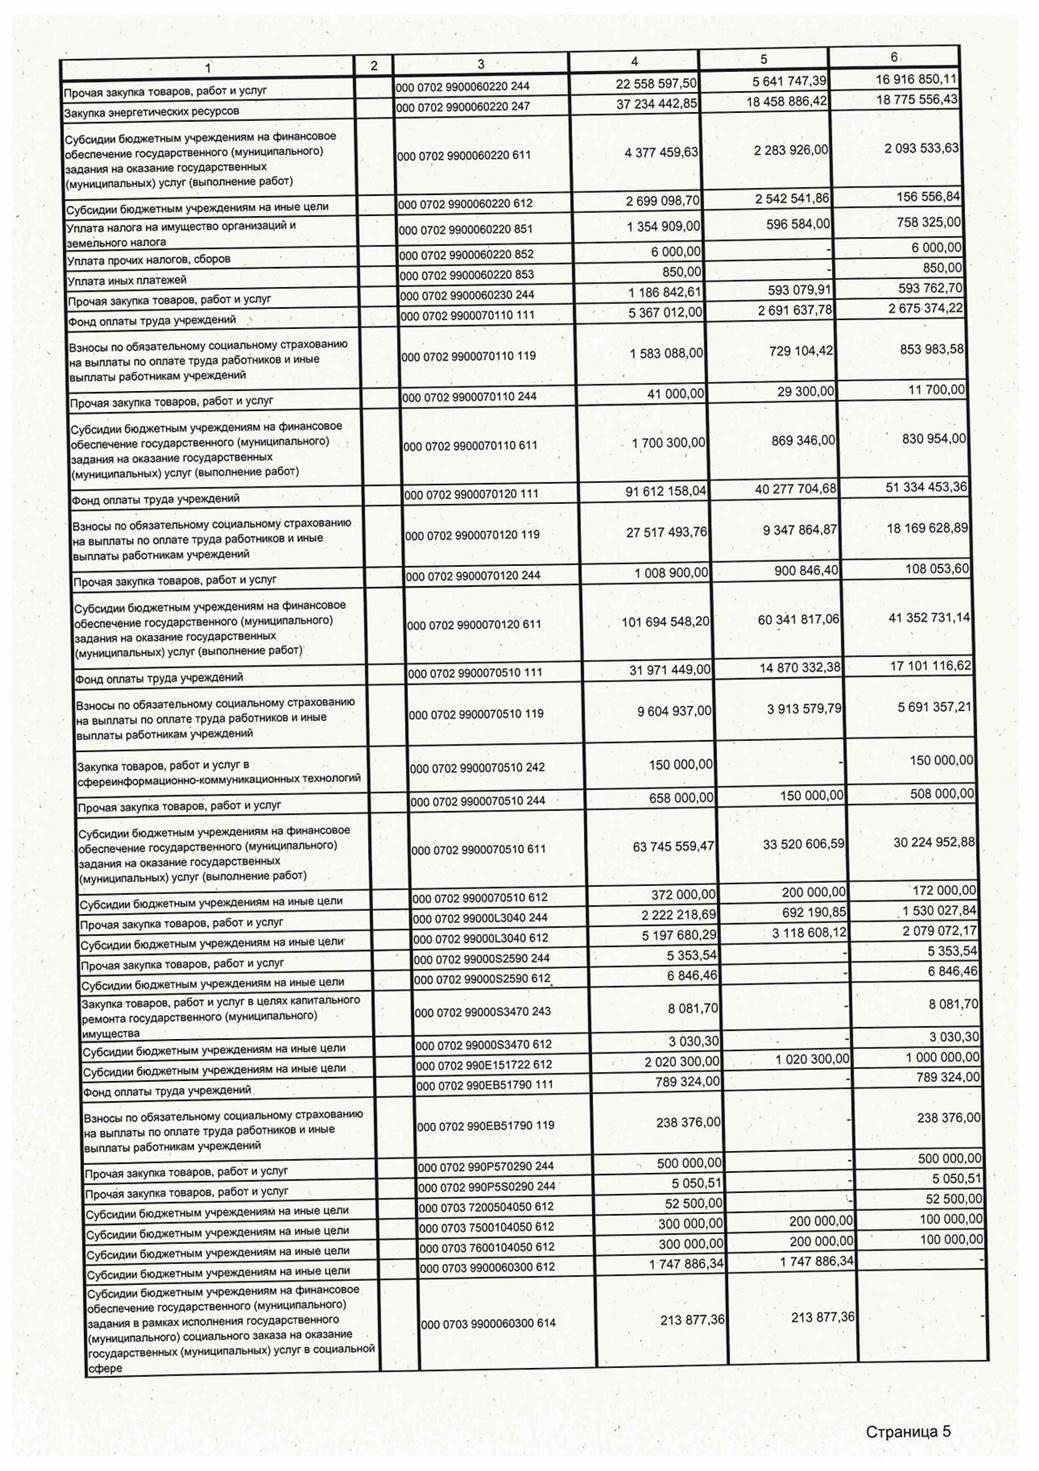 1 2 3 4 5 6
Прочая закупка товаров, работ и услуг 000 0702 9900060220 244 22 558 597,50 5 641 747,39 16 916 850,11
Закупка энергетических ресурсов 000 0702 9900060220 247 37 234 442,85 18 458 886,42 18 775 556,43
Субсидии бюджетным учреждениям на финансовое
обеспечение государственного (муниципального)
задания на оказание государственных
(муниципальных) услуг (выполнение работ) 000 0702 9900060220 611 4 377 459,63 2 283 926,00 2 093 533,63
Субсидии бюджетным учреждениям на иные цели 000 0702 9900060220 612 2 699 098,70 2 542 541,86 156 556,84
Уплата налога на имущество организаций и
земельного налога 000 0702 9900060220 851 1 354 909,00 596 584,00 758 325,00
Уплата прочих налогов, сборов 000 0702 9900060220 852 6 000,00 - 6 000,00
Уплата иных платежей 000 0702 9900060220 853 850,00 - 850,00
Прочая закупка товаров, работ и услуг 000 0702 9900060230 244 1 186 842,61 593 079,91 593 762,70
Фонд оплаты труда учреждений 000 0702 9900070110 111 5 367 012,00 2 691 637,78 2 675 374,22
Взносы по обязательному социальному страхованию
на выплаты по оплате труда работников и иные
выплаты работникам учреждений 000 0702 9900070110 119 1 583 088,00 729 104,42 853 983,58
Прочая закупка товаров, работ и услуг 000 0702 9900070110 244 41 000,00 29 300,00 11 700,00
Субсидии бюджетным учреждениям на финансовое
обеспечение государственного (муниципального)
задания на оказание государственных
(муниципальных) услуг (выполнение работ) 000 0702 9900070110 611 1 700 300,00 869 346,00 830 954,00
Фонд оплаты труда учреждений 000 0702 9900070120 111 91 612 158,04 40 277 704,68 51 334 453,36
Взносы по обязательному социальному страхованию
на выплаты по оплате труда работников и иные
выплаты работникам учреждений 000 0702 9900070120 119 27 517 493,76 9 347 864,87 18 169 628,89
Прочая закупка товаров, работ и услуг 000 0702 9900070120 244 1 008 900,00 900 846,40 108 053,60
Субсидии бюджетным учреждениям на финансовое
обеспечение государственного (муниципального)
задания на оказание государственных
(муниципальных) услуг (выполнение работ) 000 0702 9900070120 611 101 694 548,20 60 341 817,06 41 352 731,14
Фонд оплаты труда учреждений 000 0702 9900070510 111 31 971 449,00 14 870 332,38 17 101 116,62
Взносы по обязательному социальному страхованию
на выплаты по оплате труда работников и иные
выплаты работникам учреждений 000 0702 9900070510 119 9 604 937,00 3 913 579,79 5 691 357,21
Закупка товаров, работ и услуг в
сфереинформационно-коммуникационных технологий 000 0702 9900070510 242 150 000,00 - 150 000,00
Прочая закупка товаров, работ и услуг 000 0702 9900070510 244 658 000,00 150 000,00 508 000,00
Субсидии бюджетным учреждениям на финансовое
обеспечение государственного (муниципального)
задания на оказание государственных
(муниципальных) услуг (выполнение работ) 000 0702 9900070510 611 63 745 559,47 33 520 606,59 30 224 952,88
Субсидии бюджетным учреждениям на иные цели 000 0702 9900070510 612 372 000,00 200 000,00 172 000,00
Прочая закупка товаров, работ и услуг 000 0702 99000L3040 244 2 222 218,69 692 190,85 1 530 027,84
Субсидии бюджетным учреждениям на иные цели 000 0702 99000L3040 612 5 197 680,29 3 118 608,12 2 079 072,17
Прочая закупка товаров, работ и услуг 000 0702 99000S2590 244 5 353,54 - 5 353,54
Субсидии бюджетным учреждениям на иные цели 000 0702 99000S2590 612 6 846,46 - 6 846,46
Закупка товаров, работ и услуг в целях капитального
ремонта государственного (муниципального)
имущества 000 0702 99000S3470 243 8 081,70 - 8 081,70
Субсидии бюджетным учреждениям на иные цели 000 0702 99000S3470 612 3 030,30 - 3 030,30
Субсидии бюджетным учреждениям на иные цели 000 0702 990E151722 612 2 020 300,00 1 020 300,00 1 000 000,00
Фонд оплаты труда учреждений 000 0702 990EB51790 111 789 324,00 - 789 324,00
Взносы по обязательному социальному страхованию
на выплаты по оплате труда работников и иные
выплаты работникам учреждений 000 0702 990EB51790 119 238 376,00 - 238 376,00
Прочая закупка товаров, работ и услуг 000 0702 990P570290 244 500 000,00 - 500 000,00
Прочая закупка товаров, работ и услуг 000 0702 990P5S0290 244 5 050,51 - 5 050,51
Субсидии бюджетным учреждениям на иные цели 000 0703 7200504050 612 52 500,00 - 52 500,00
Субсидии бюджетным учреждениям на иные цели 000 0703 7500104050 612 300 000,00 200 000,00 100 000,00
Субсидии бюджетным учреждениям на иные цели 000 0703 7600104050 612 300 000,00 200 000,00 100 000,00
Субсидии бюджетным учреждениям на иные цели 000 0703 9900060300 612 1 747 886,34 1 747 886,34 -
Субсидии бюджетным учреждениям на финансовое
обеспечение государственного (муниципального)
задания в рамках исполнения государственного
(муниципального) социального заказа на оказание
государственных (муниципальных) услуг в социальной
сфере 000 0703 9900060300 614 213 877,36 213 877,36 -
Страница 5